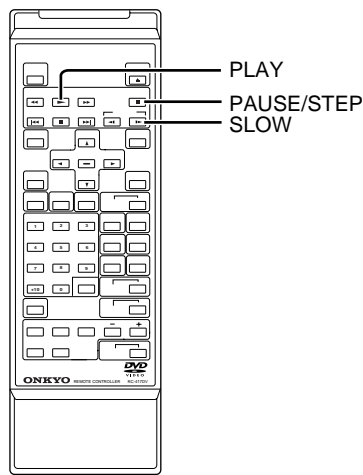 PLAY
PAUSE/STEP
SLOW
1 2 3
4 5 6
7 8 9
+10 0
− +
DVD
VIDEO
ONKYO REMOTE CONTROLLER RC-417DV